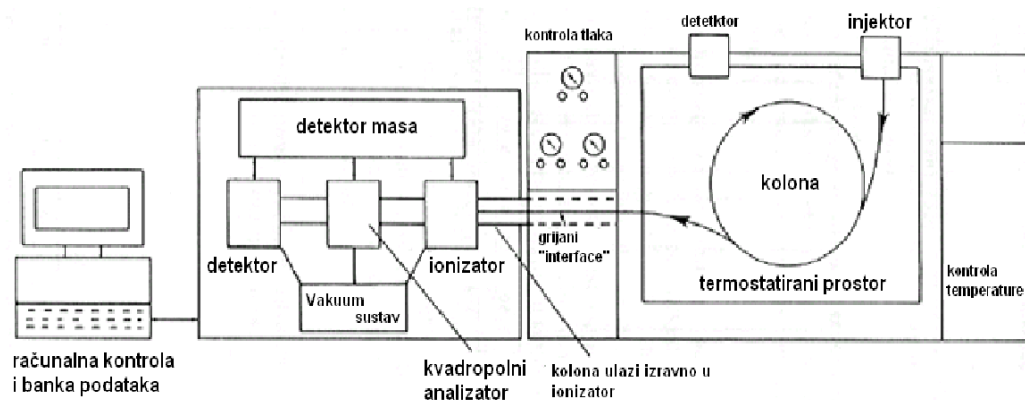 detetktor
injektor
kontrola tlaka
detektor masa
kolona
grijani
"interface"
detektor
ionizator
termostatirani prostor
kontrola
temperature
Vakuum
sustav
računalna kontrola
i banka podataka
kvadropolni
analizator
kolona ulazi izravno u
ionizator